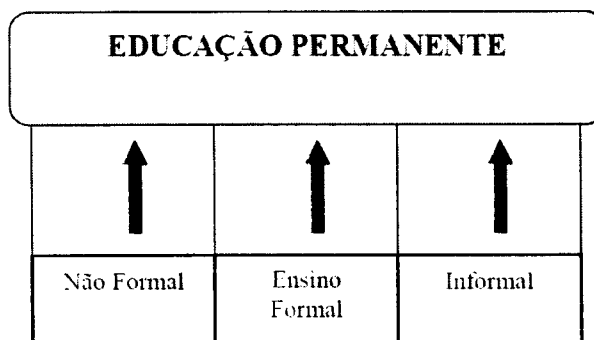 EDUCAÇÃO PERMANENTE
Não Formal
Ensino
Formal
Informal